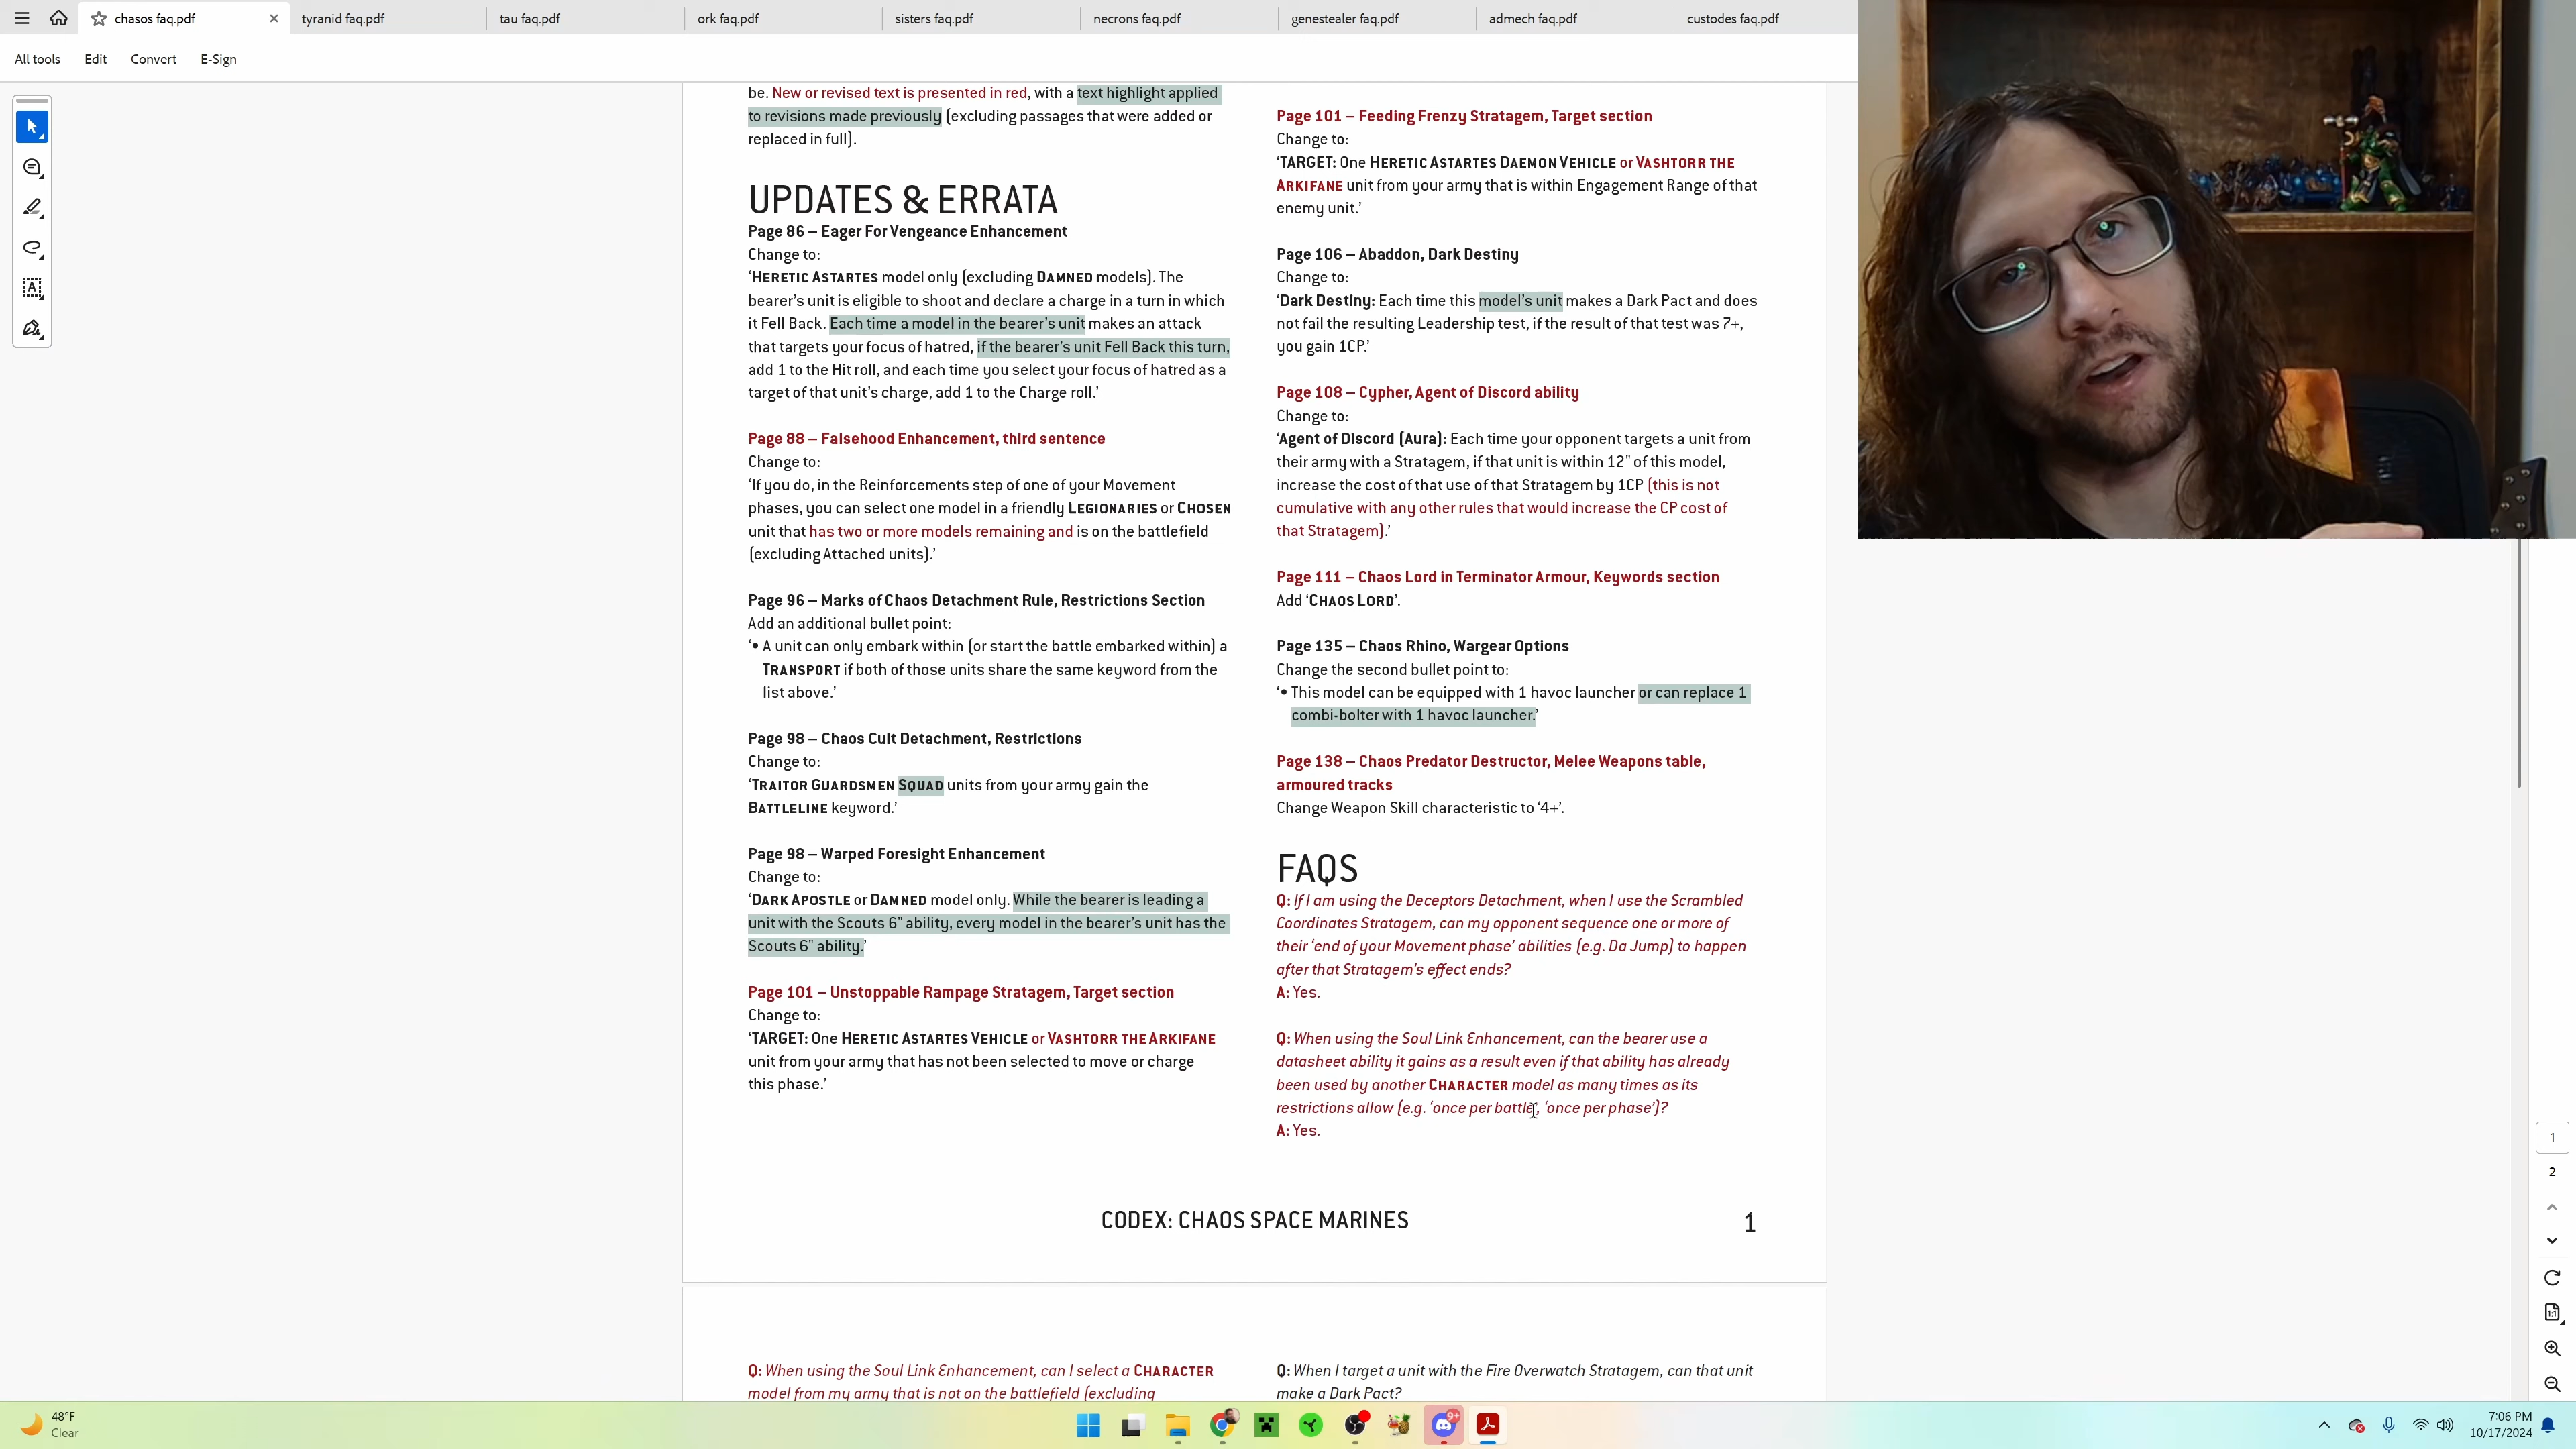 chasos faq.pdf
tyranid faq.pdf
tau faq.pdf
ork faq.pdf
sisters faq.pdf
necrons faq.pdf
genestealer faq.pdf
admech faq.pdf
custodes faq.pdf
All tools
Edit
Convert
E-Sign
be. New or revised text is presented in red, with a text highlight applied
to revisions made previously (excluding passages that were added or
replaced in full).
UPDATES & ERRATA
Page 86 – Eager For Vengeance Enhancement
Change to:
‘HERETIC ASTARTES model only (excluding DAMNED models). The
bearer’s unit is eligible to shoot and declare a charge in a turn in which
it Fell Back. Each time a model in the bearer’s unit makes an attack
that targets your focus of hatred, if the bearer’s unit Fell Back this turn,
add 1 to the Hit roll, and each time you select your focus of hatred as a
target of that unit’s charge, add 1 to the Charge roll.’
Page 88 – Falsehood Enhancement, third sentence
Change to:
‘If you do, in the Reinforcements step of one of your Movement
phases, you can select one model in a friendly LEGIONARIES or CHOSEN
unit that has two or more models remaining and is on the battlefield
(excluding Attached units).’
Page 96 – Marks of Chaos Detachment Rule, Restrictions Section
Add an additional bullet point:
‘• A unit can only embark within (or start the battle embarked within) a
TRANSPORT if both of those units share the same keyword from the
list above.’
Page 98 – Chaos Cult Detachment, Restrictions
Change to:
‘TRAITOR GUARDSMEN SQUAD units from your army gain the
BATTLELINE keyword.’
Page 98 – Warped Foresight Enhancement
Change to:
‘DARK APOSTLE or DAMNED model only. While the bearer is leading a
unit with the Scouts 6" ability, every model in the bearer’s unit has the
Scouts 6" ability.’
Page 101 – Unstoppable Rampage Stratagem, Target section
Change to:
‘TARGET: One HERETIC ASTARTES VEHICLE or VASHTORR THE ARKIFANE
unit from your army that has not been selected to move or charge
this phase.’
Page 101 – Feeding Frenzy Stratagem, Target section
Change to:
‘TARGET: One HERETIC ASTARTES DAEMON VEHICLE or VASHTORR THE
ARKIFANE unit from your army that is within Engagement Range of that
enemy unit.’
Page 106 – Abaddon, Dark Destiny
Change to:
‘Dark Destiny: Each time this model’s unit makes a Dark Pact and does
not fail the resulting Leadership test, if the result of that test was 7+,
you gain 1CP.’
Page 108 – Cypher, Agent of Discord ability
Change to:
‘Agent of Discord (Aura): Each time your opponent targets a unit from
their army with a Stratagem, if that unit is within 12" of this model,
increase the cost of that use of that Stratagem by 1CP (this is not
cumulative with any other rules that would increase the CP cost of
that Stratagem).’
Page 111 – Chaos Lord in Terminator Armour, Keywords section
Add ‘CHAOS LORD’.
Page 135 – Chaos Rhino, Wargear Options
Change the second bullet point to:
‘• This model can be equipped with 1 havoc launcher or can replace 1
combi-bolter with 1 havoc launcher.’
Page 138 – Chaos Predator Destructor, Melee Weapons table,
armoured tracks
Change Weapon Skill characteristic to ‘4+’.
FAQS
Q: If I am using the Deceptors Detachment, when I use the Scrambled
Coordinates Stratagem, can my opponent sequence one or more of
their ‘end of your Movement phase’ abilities (e.g. Da Jump) to happen
after that Stratagem’s effect ends?
A: Yes.
Q: When using the Soul Link Enhancement, can the bearer use a
datasheet ability it gains as a result even if that ability has already
been used by another CHARACTER model as many times as its
restrictions allow (e.g. ‘once per battle’, ‘once per phase’)?
A: Yes.
CODEX: CHAOS SPACE MARINES
1
Q: When using the Soul Link Enhancement, can I select a CHARACTER
model from my army that is not on the battlefield (excluding
Q: When I target a unit with the Fire Overwatch Stratagem, can that unit
make a Dark Pact?
1
2
48°F
Clear
9+
7:06 PM
10/17/2024